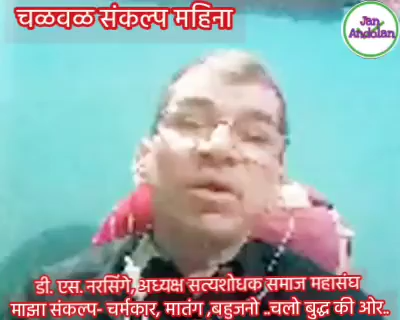 चळवळ संकल्प महिना
Jan
Andolan
डी. एस. नरसिंगे, अध्यक्ष सत्यशोधक समाज महासंघ
माझा संकल्प- चर्मकार, मातंग ,बहुजनों ..चलो बुद्ध की ओर..